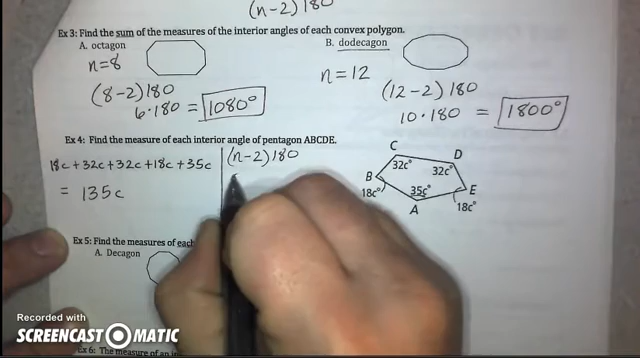 (n-2)180
Ex 3: Find the sum of the measures of the interior angles of each convex polygon.
A. octagon
B. dodecagon
n=8
n=12
(8-2)180
(12-2)180
6·180 = 1080°
10·180 = 1800°
Ex 4: Find the measure of each interior angle of pentagon ABCDE.
18c+32c+32c+18c+35c
(n-2)180
= 135c
C
D
32c°
32c°
B
E
18c°
35c°
18c°
A
Ex 5: Find the measures of each
A. Decagon
Recorded with
SCREENCAST-O-MATIC
Ex 6: The measure of an